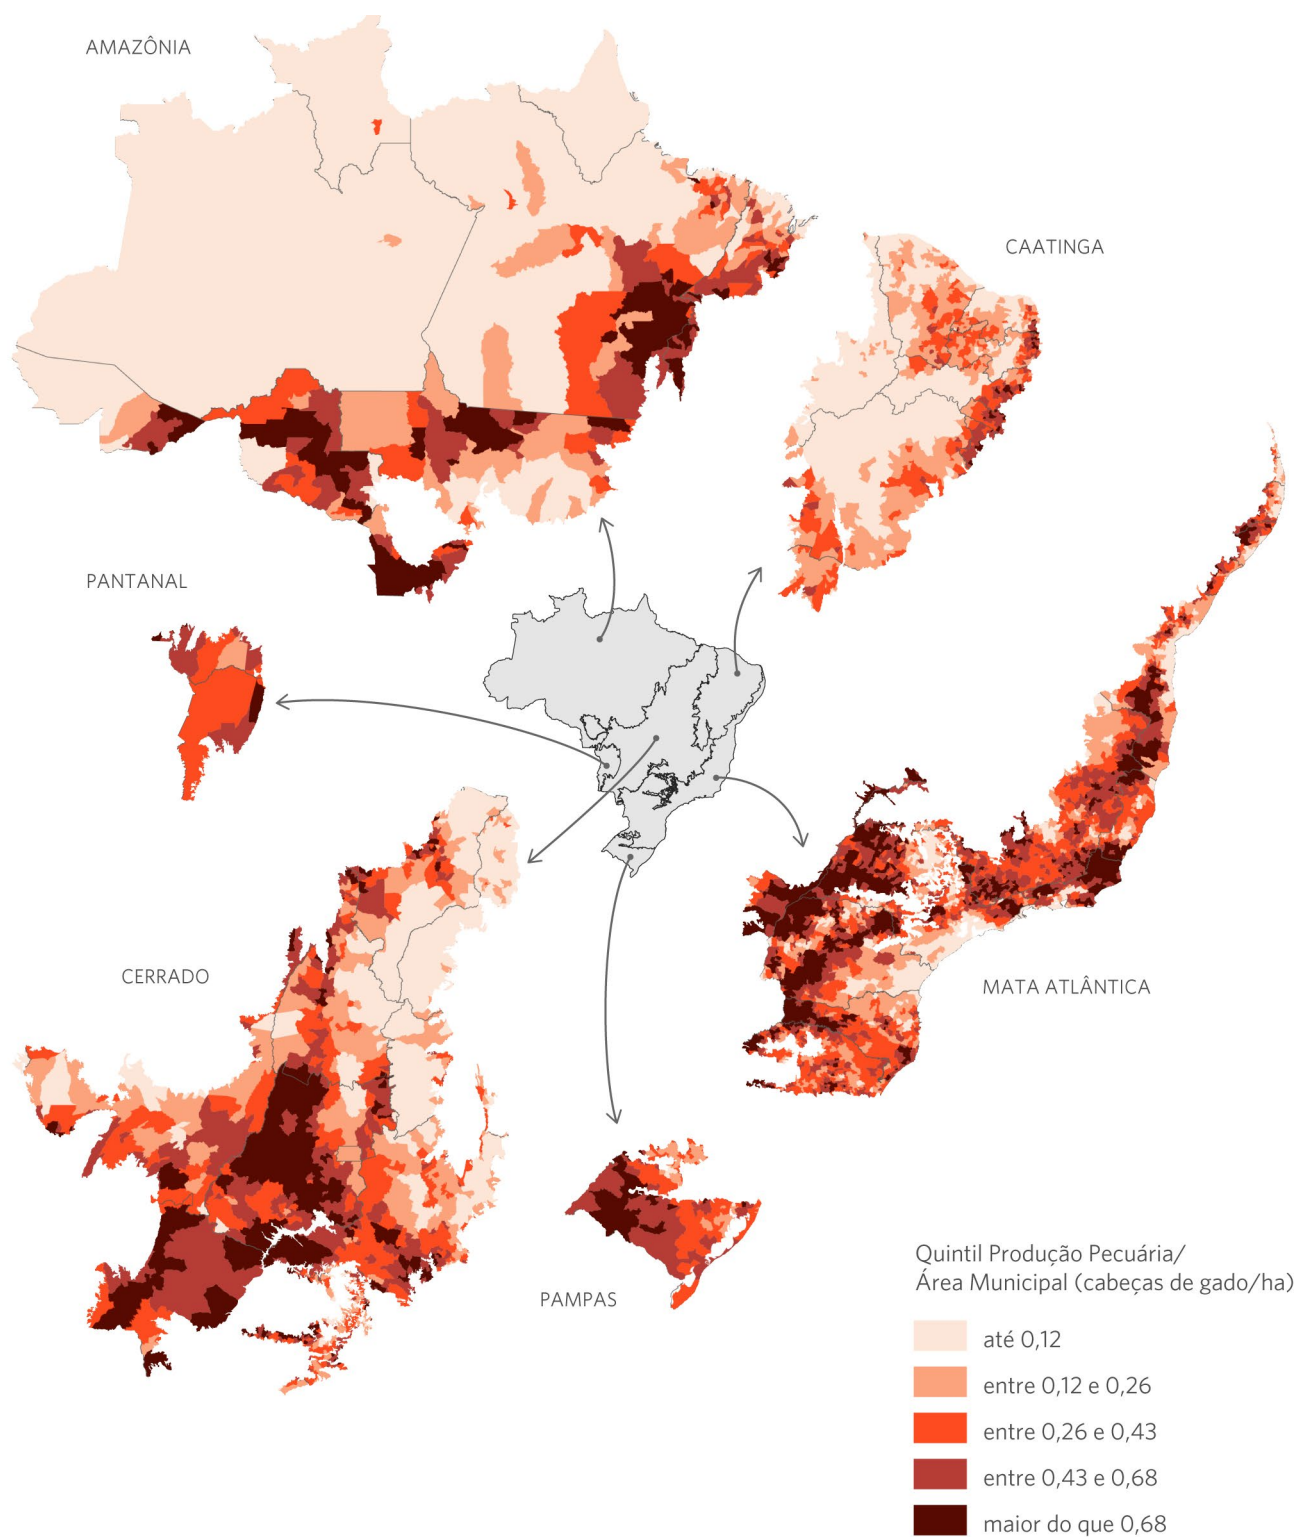 AMAZÔNIA
CAATINGA
PANTANAL
CERRADO
MATA ATLÂNTICA
PAMPAS
Quintil Produção Pecuária/
Área Municipal (cabeças de gado/ha)
até 0,12
entre 0,12 e 0,26
entre 0,26 e 0,43
entre 0,43 e 0,68
maior do que 0,68